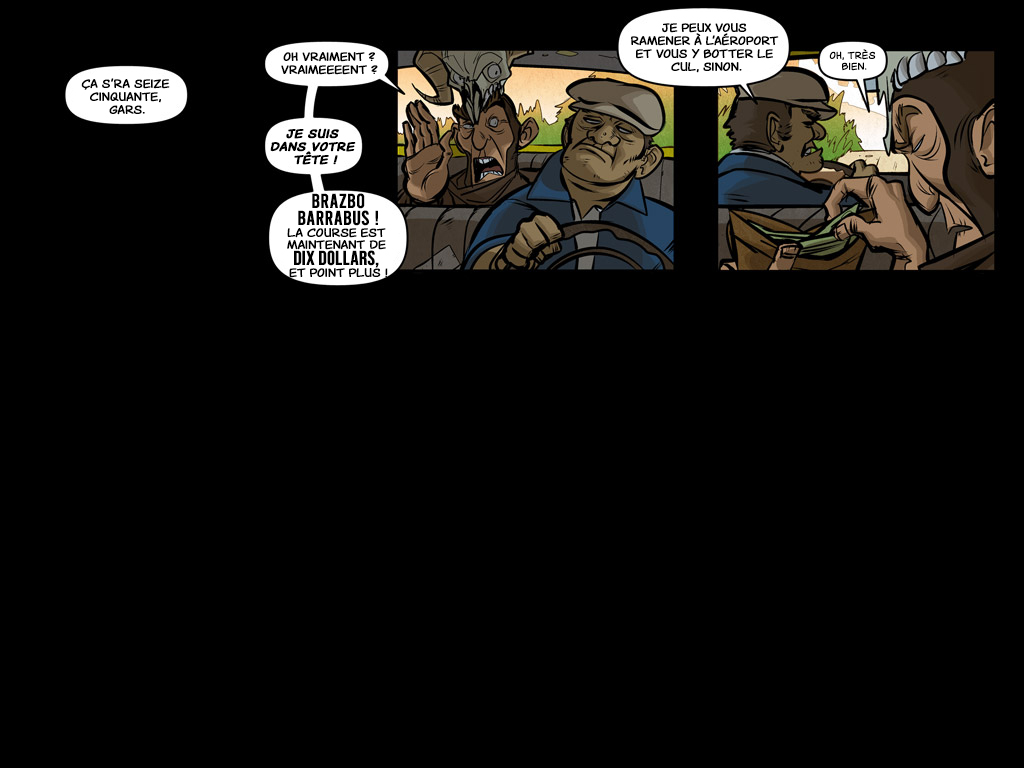 ÇA S'RA SEIZE
CINQUANTE,
GARS.
OH VRAIMENT ?
VRAIMEEEENT ?
JE SUIS
DANS VOTRE
TÊTE !
BRAZBO
BARRABUS !
LA COURSE EST
MAINTENANT DE
DIX DOLLARS,
ET POINT PLUS !
JE PEUX VOUS
RAMENER À L'AÉROPORT
ET VOUS Y BOTTER LE
CUL, SINON.
OH, TRÈS
BIEN.